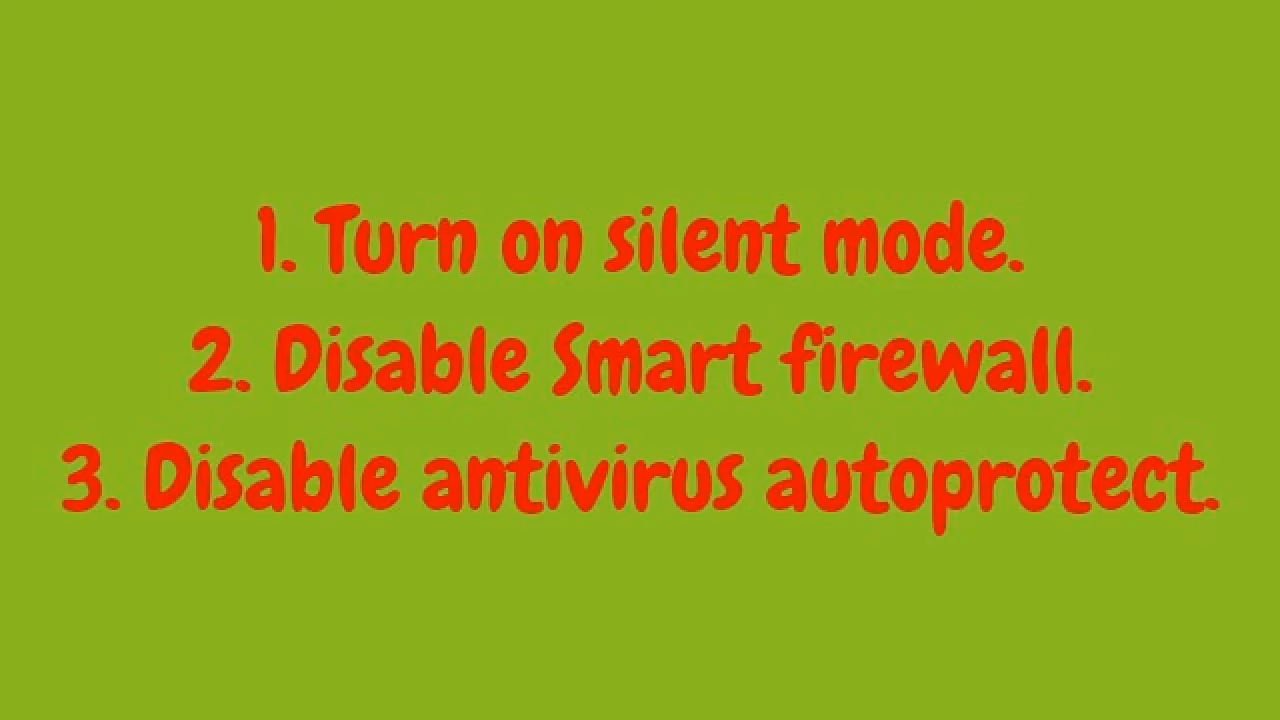 1. Turn on silent mode.
2. Disable Smart firewall.
3. Disable antivirus autoprotect.